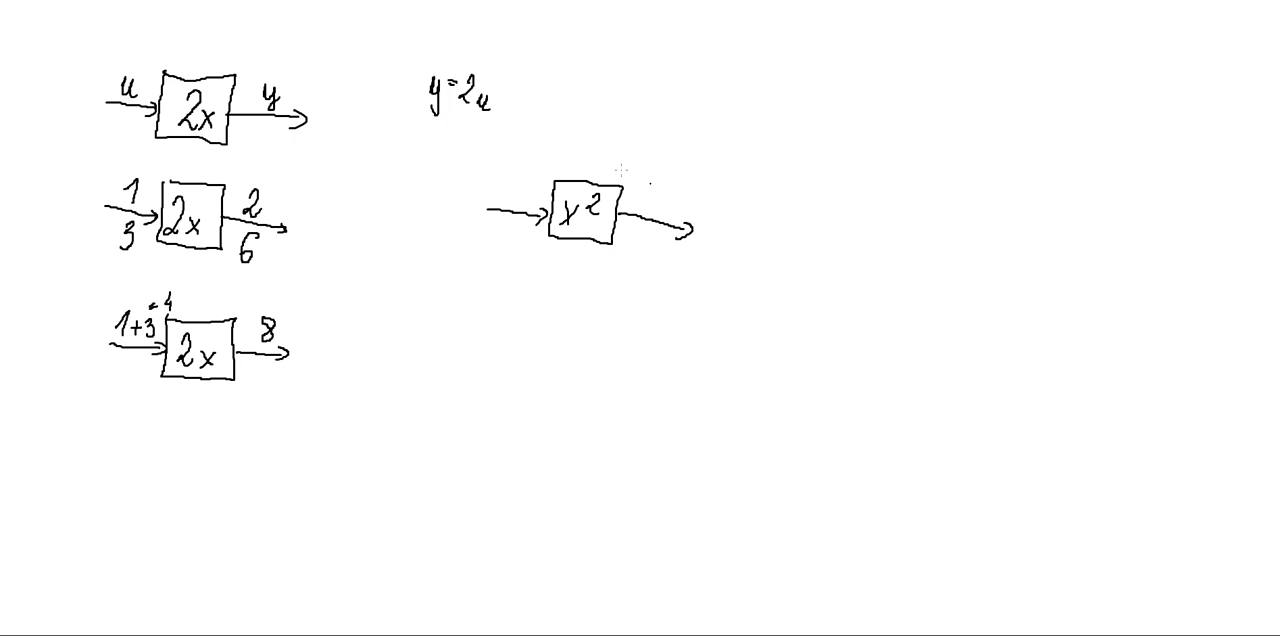 u 2x y y=2u
1 2x 2
3 6
x²
1+3=4 2x 8